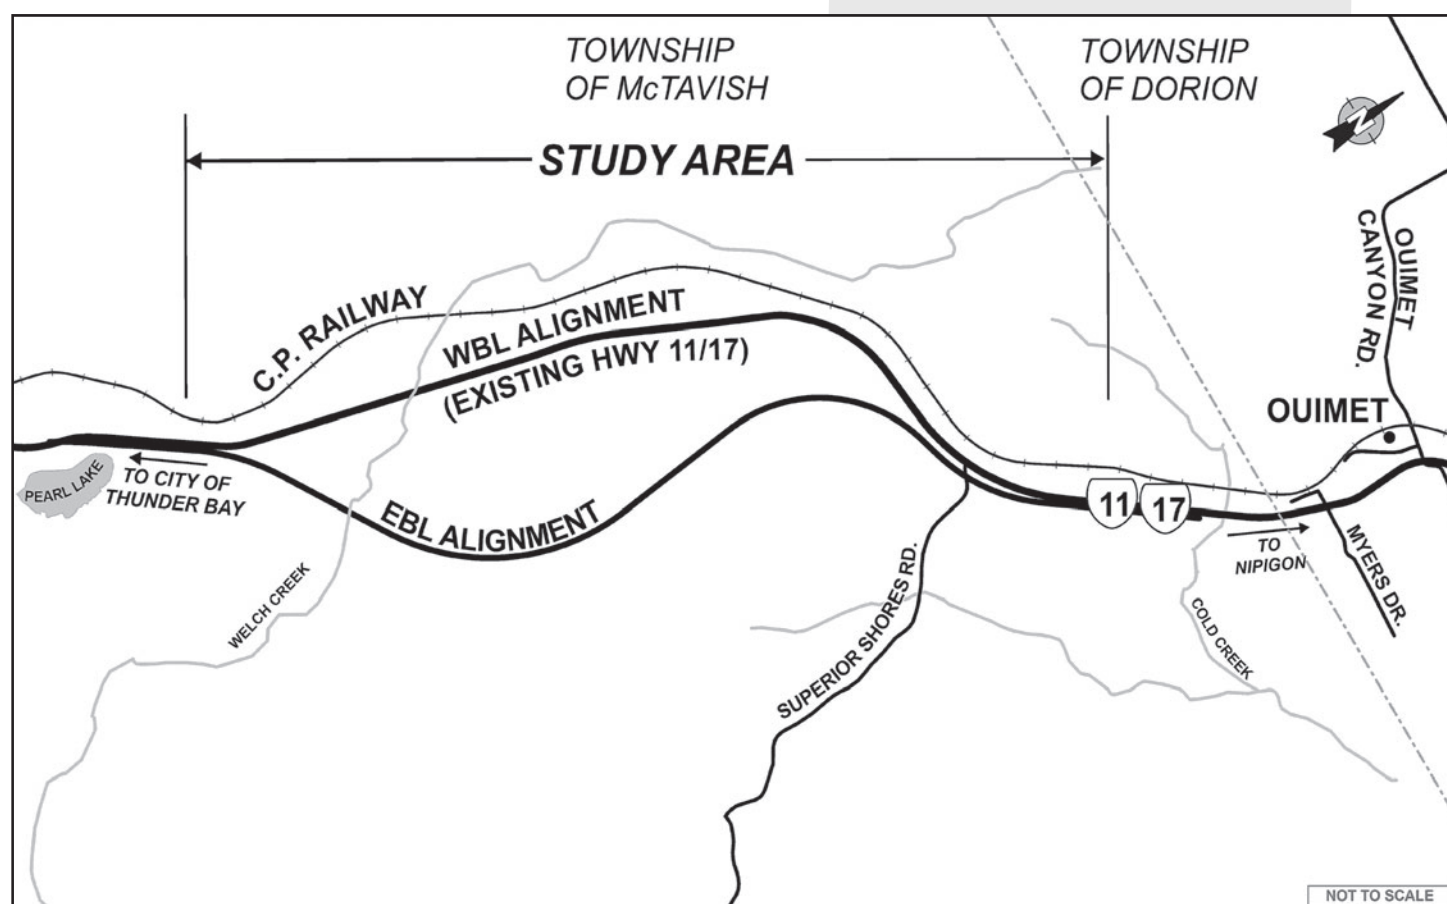 TOWNSHIP
OF McTAVISH
TOWNSHIP
OF DORION
STUDY AREA
N
OUIMET
CANYON RD.
C.P. RAILWAY
WBL ALIGNMENT
(EXISTING HWY 11/17)
OUIMET
PEARL LAKE
TO CITY OF
THUNDER BAY
EBL ALIGNMENT
11
17
TO
NIPIGON
MYERS DR.
WELCH CREEK
SUPERIOR SHORES RD.
COLD CREEK
NOT TO SCALE